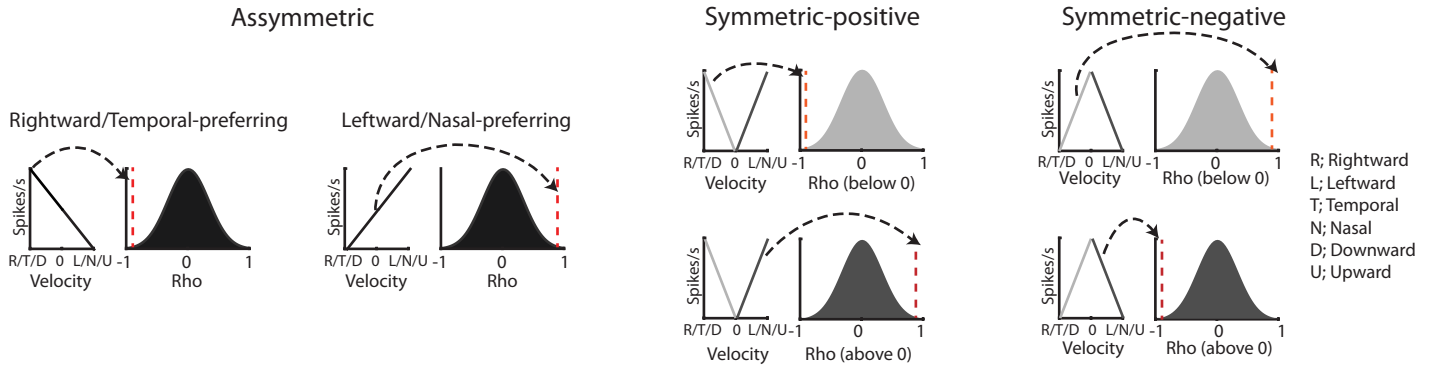 Assymetric
Rightward/Temporal-preferring
Spikes/s
R/T/D 0 L/N/U
Velocity
-1 0 1
Rho
Leftward/Nasal-preferring
Spikes/s
R/T/D 0 L/N/U
Velocity
-1 0 1
Rho
Symmetric-positive
Spikes/s
R/T/D 0 L/N/U
Velocity
-1 0 1
Rho (below 0)
Spikes/s
R/T/D 0 L/N/U
Velocity
-1 0 1
Rho (above 0)
Symmetric-negative
Spikes/s
R/T/D 0 L/N/U
Velocity
-1 0 1
Rho (below 0)
Spikes/s
R/T/D 0 L/N/U
Velocity
-1 0 1
Rho (above 0)
R; Rightward
L; Leftward
T; Temporal
N; Nasal
D; Downward
U; Upward